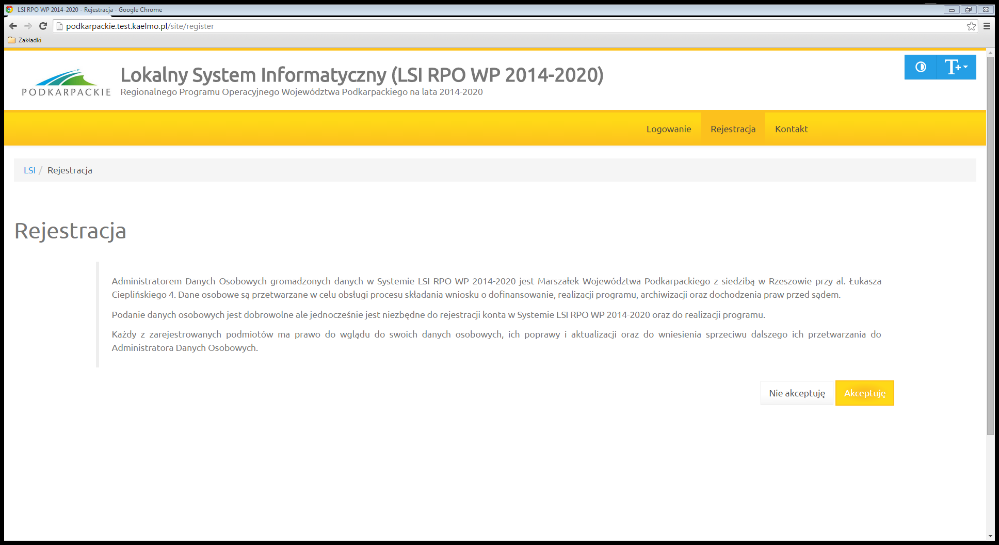 LSI RPO WP 2014-2020 - Rejestracja - Google Chrome
podkarpackie.test.kaelmo.pl/site/register
Zakładki
Lokalny System Informatyczny (LSI RPO WP 2014-2020)
PODKARPACKIE
Regionalnego Programu Operacyjnego Województwa Podkarpackiego na lata 2014-2020
T+
Logowanie Rejestracja Kontakt
LSI / Rejestracja
Rejestracja
Administratorem Danych Osobowych gromadzonych danych w Systemie LSI RPO WP 2014-2020 jest Marszałek Województwa Podkarpackiego z siedzibą w Rzeszowie przy al. Łukasza
Cieplińskiego 4. Dane osobowe są przetwarzane w celu obsługi procesu składania wniosku o dofinansowanie, realizacji programu, archiwizacji oraz dochodzenia praw przed sądem.
Podanie danych osobowych jest dobrowolne ale jednocześnie jest niezbędne do rejestracji konta w Systemie LSI RPO WP 2014-2020 oraz do realizacji programu.
Każdy z zarejestrowanych podmiotów ma prawo do wglądu do swoich danych osobowych, ich poprawy i aktualizacji oraz do wniesienia sprzeciwu dalszego ich przetwarzania do
Administratora Danych Osobowych.
Nie akceptuję Akceptuję